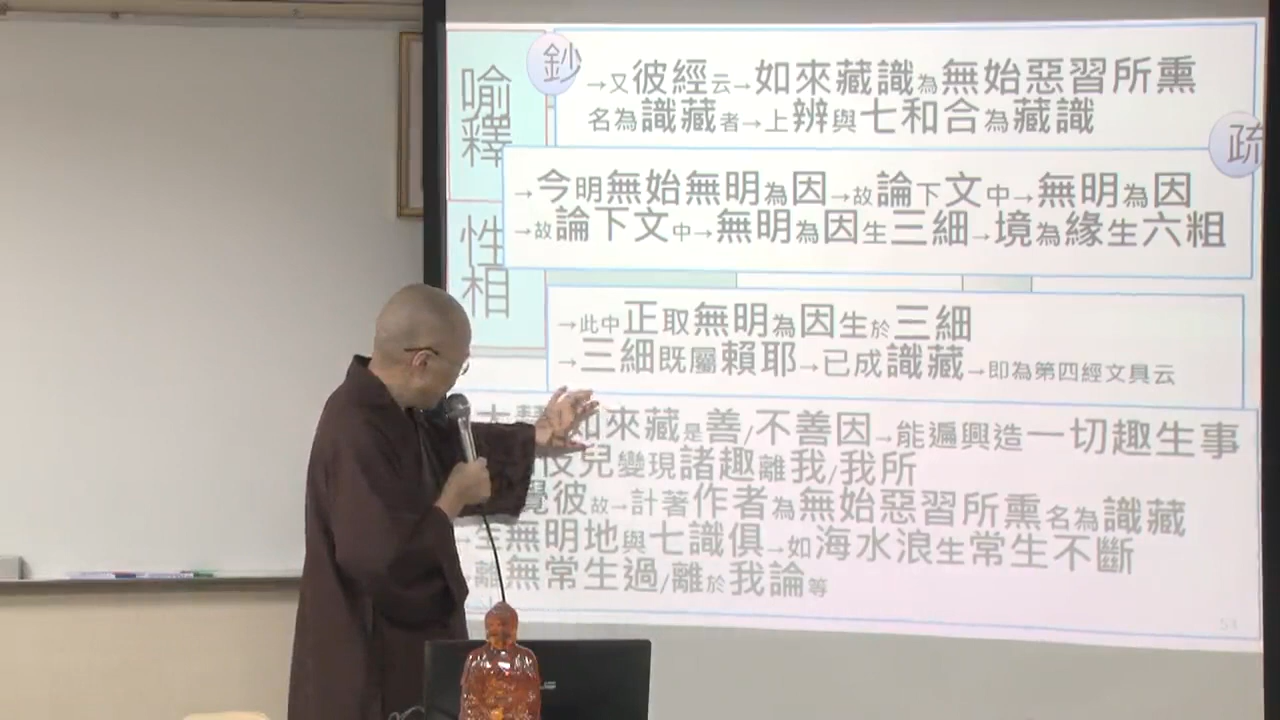 喻釋
性相
鈔
→又彼經云→如來藏識為無始惡習所熏
名為識藏者→上辨與七和合為藏識
疏
→今明無始無明為因→故論下文中→無明為因
→故論下文中→無明為因生三細→境為緣生六粗
→此中正取無明為因生於三細
→三細既屬賴耶→已成識藏→即為第四經文具云
如來藏是善/不善因→能遍興造一切趣生事
伎兒變現諸趣離我/我所
覺彼故→計著作者為無始惡習所熏名為識藏
→生無明地與七識俱→如海水浪生常生不斷
離無常生過/離於我論等